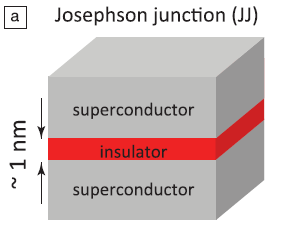 a Josephson junction (JJ)
superconductor
insulator
superconductor
~ 1 nm